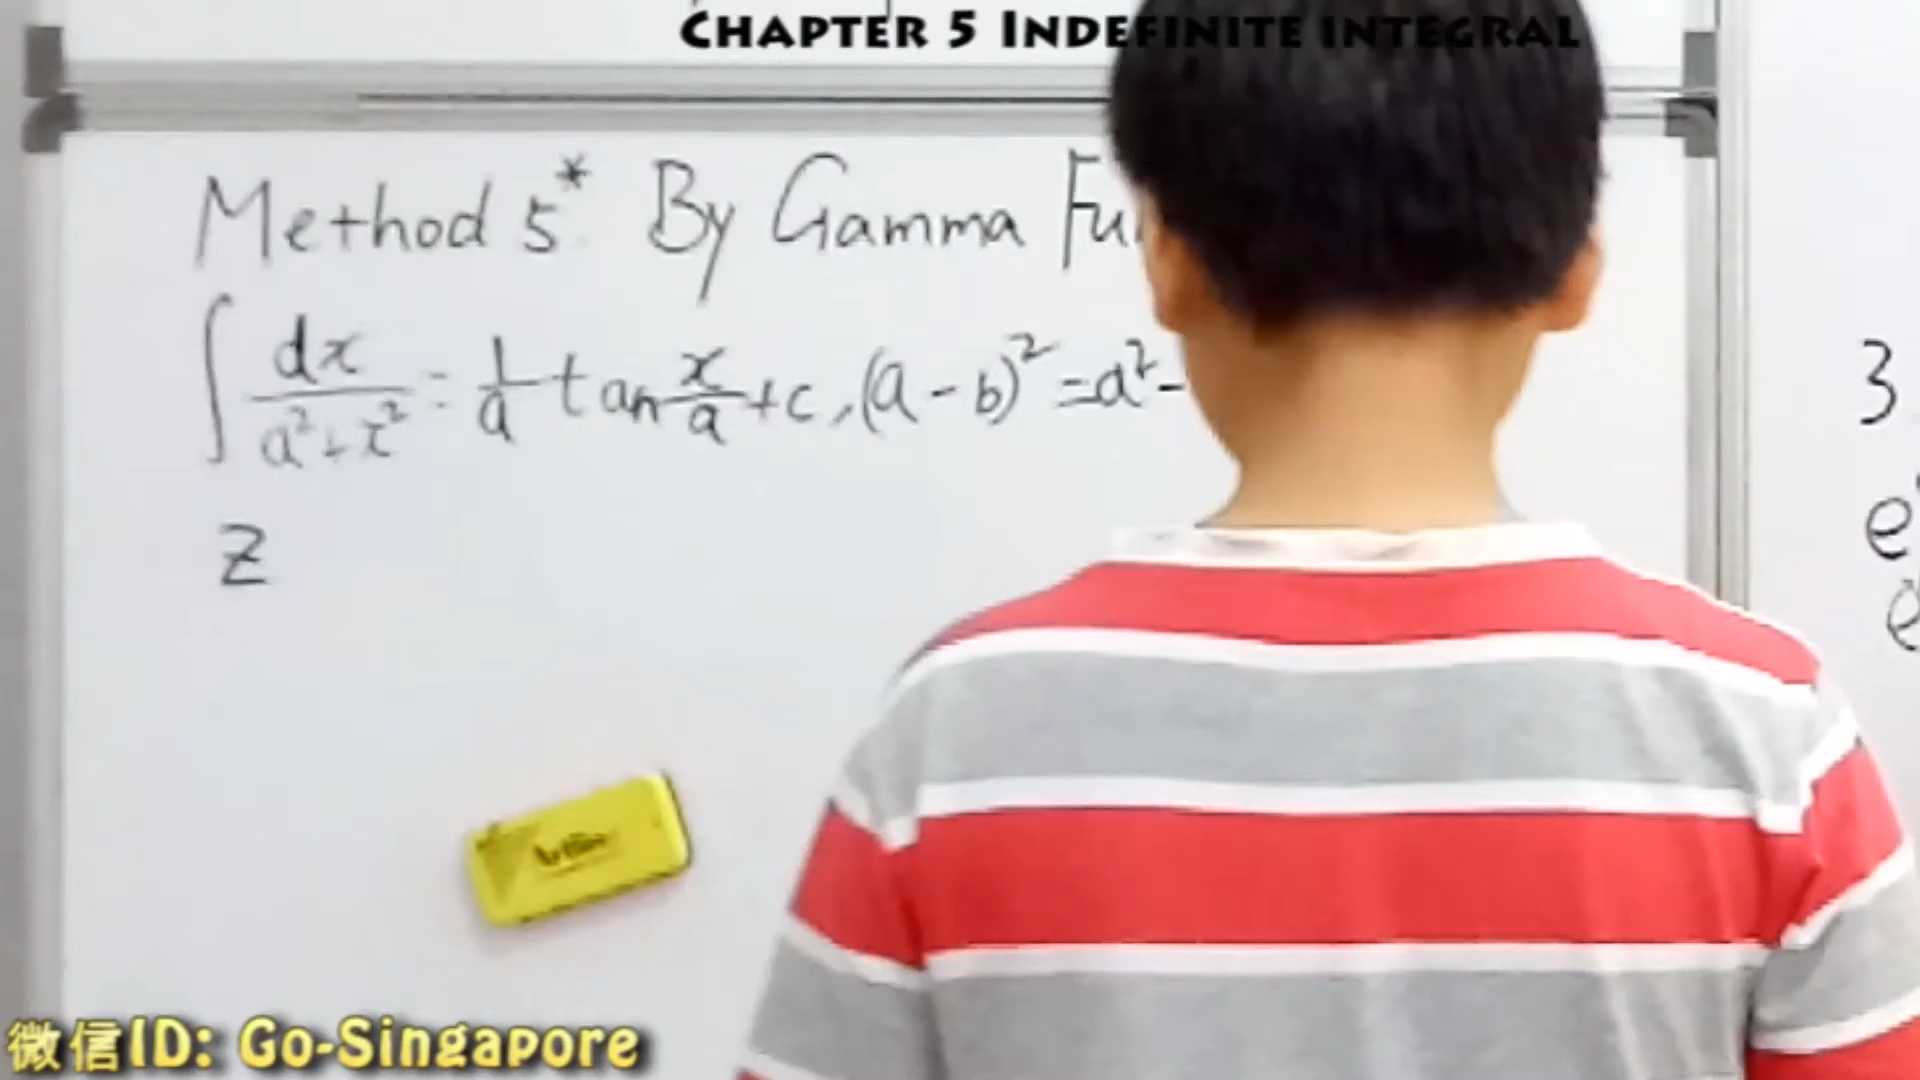 CHAPTER 5 INDEFINITE INTEGRAL
Method 5* By Gamma Fu
∫ dx/(a²+x²) = 1/a tan x/a + c, (a-b)² = a² -
z
3
e
e
微信ID: Go-Singapore